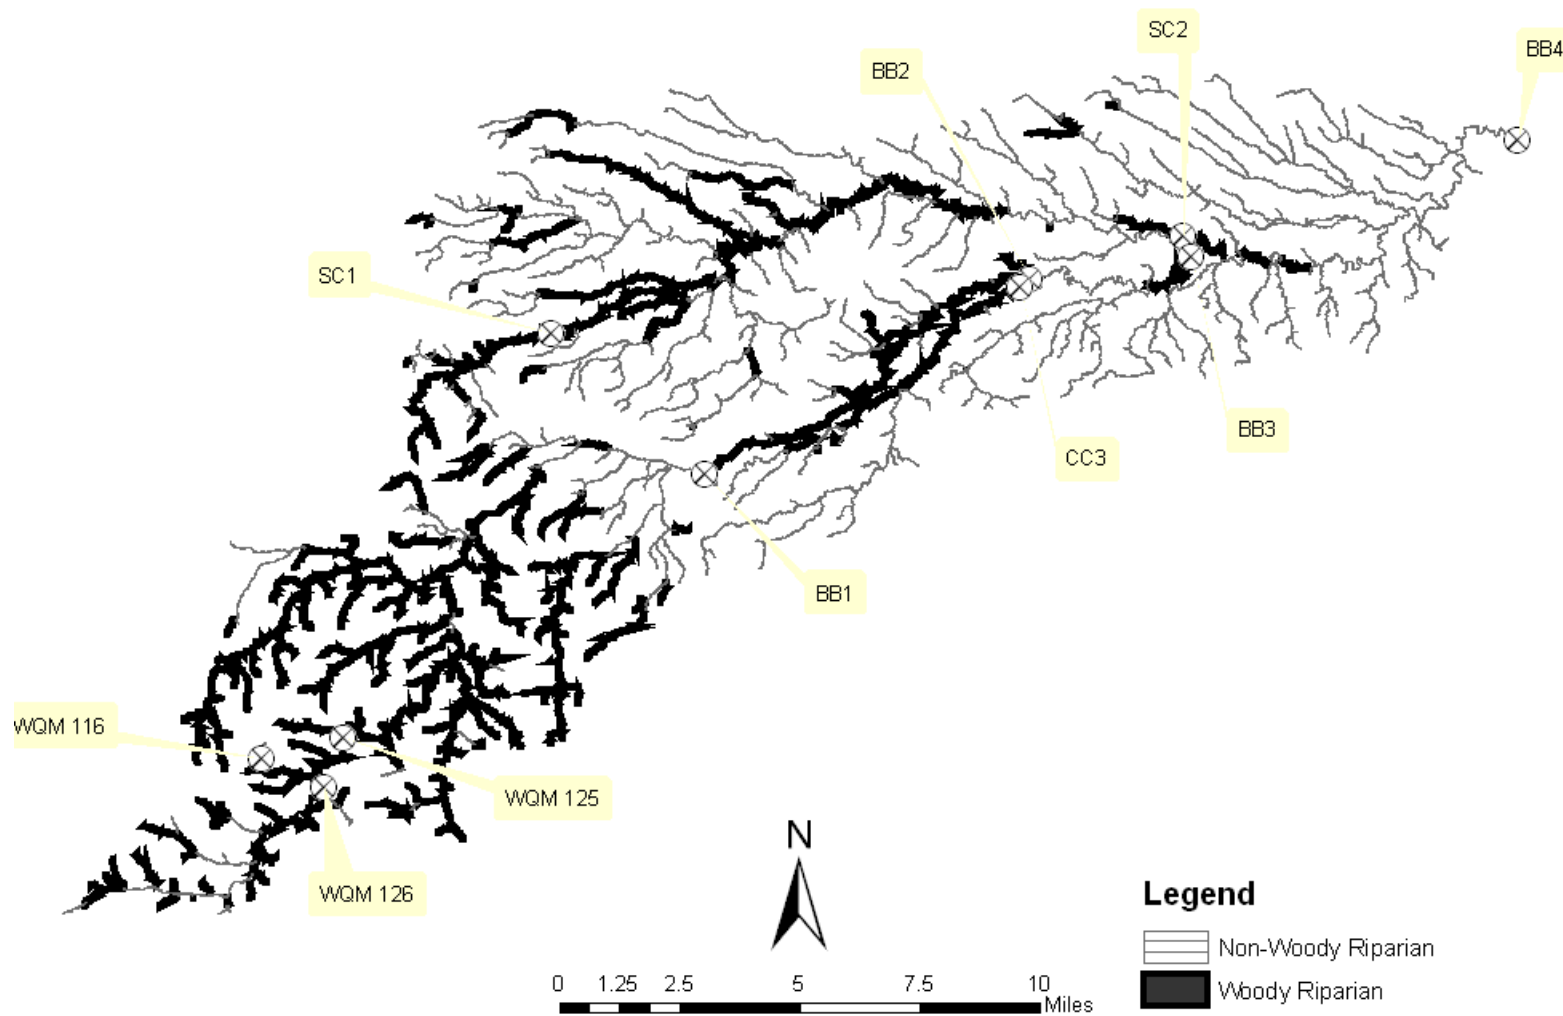 SC2
BB4
BB2
SC1
BB3
CC3
BB1
WQM 116
WQM 125
WQM 126
N
Legend
Non-Woody Riparian
Woody Riparian
0 1.25 2.5 5 7.5 10
Miles